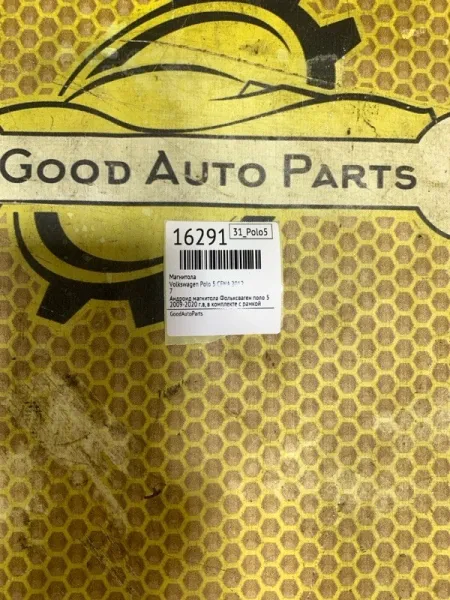 GOOD AUTO PARTS
16291 31_Polo5
Магнитола
Volkswagen Polo 5 CFNA
7
Андроид магнитола Фольксваген поло 5
2009-2020 г.в, в комплекте с рамкой
GoodAutoParts